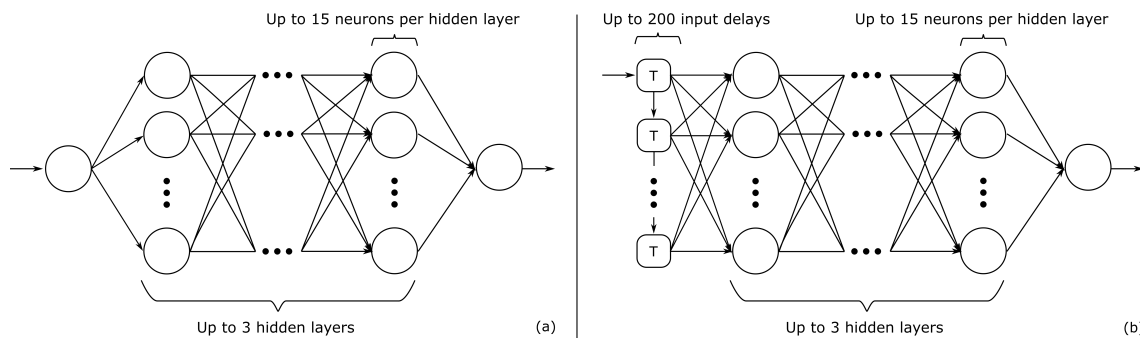 Up to 15 neurons per hidden layer
Up to 3 hidden layers
(a)
Up to 200 input delays
Up to 15 neurons per hidden layer
T
T
T
Up to 3 hidden layers
(b)